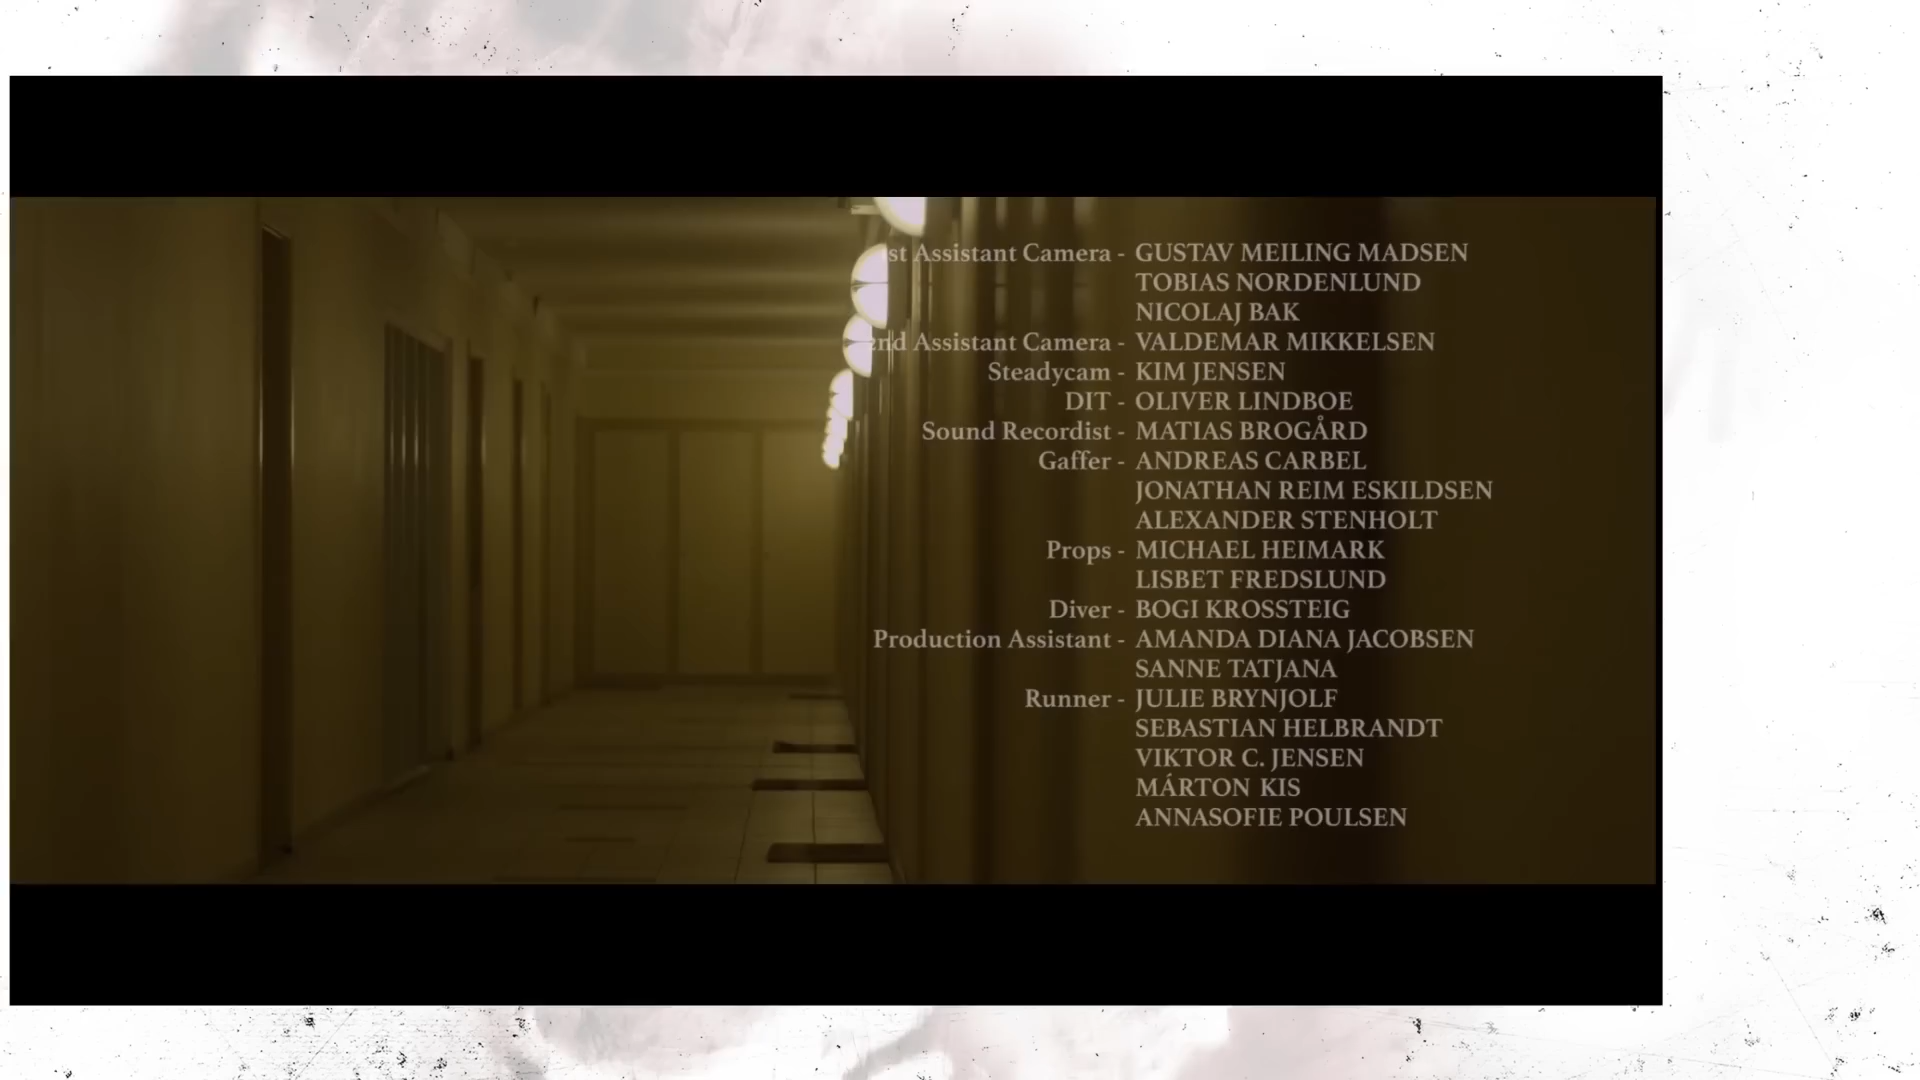 st Assistant Camera - GUSTAV MEILING MADSEN
TOBIAS NORDENLUND
NICOLAJ BAK
2nd Assistant Camera - VALDEMAR MIKKELSEN
Steadycam - KIM JENSEN
DIT - OLIVER LINDBOE
Sound Recordist - MATIAS BROGÅRD
Gaffer - ANDREAS CARBEL
JONATHAN REIM ESKILDSEN
ALEXANDER STENHOLT
Props - MICHAEL HEIMARK
LISBET FREDSLUND
Diver - BOGI KROSSTEIG
Production Assistant - AMANDA DIANA JACOBSEN
SANNE TATJANA
Runner - JULIE BRYNJOLF
SEBASTIAN HELBRANDT
VIKTOR C. JENSEN
MÁRTON KIS
ANNASOFIE POULSEN